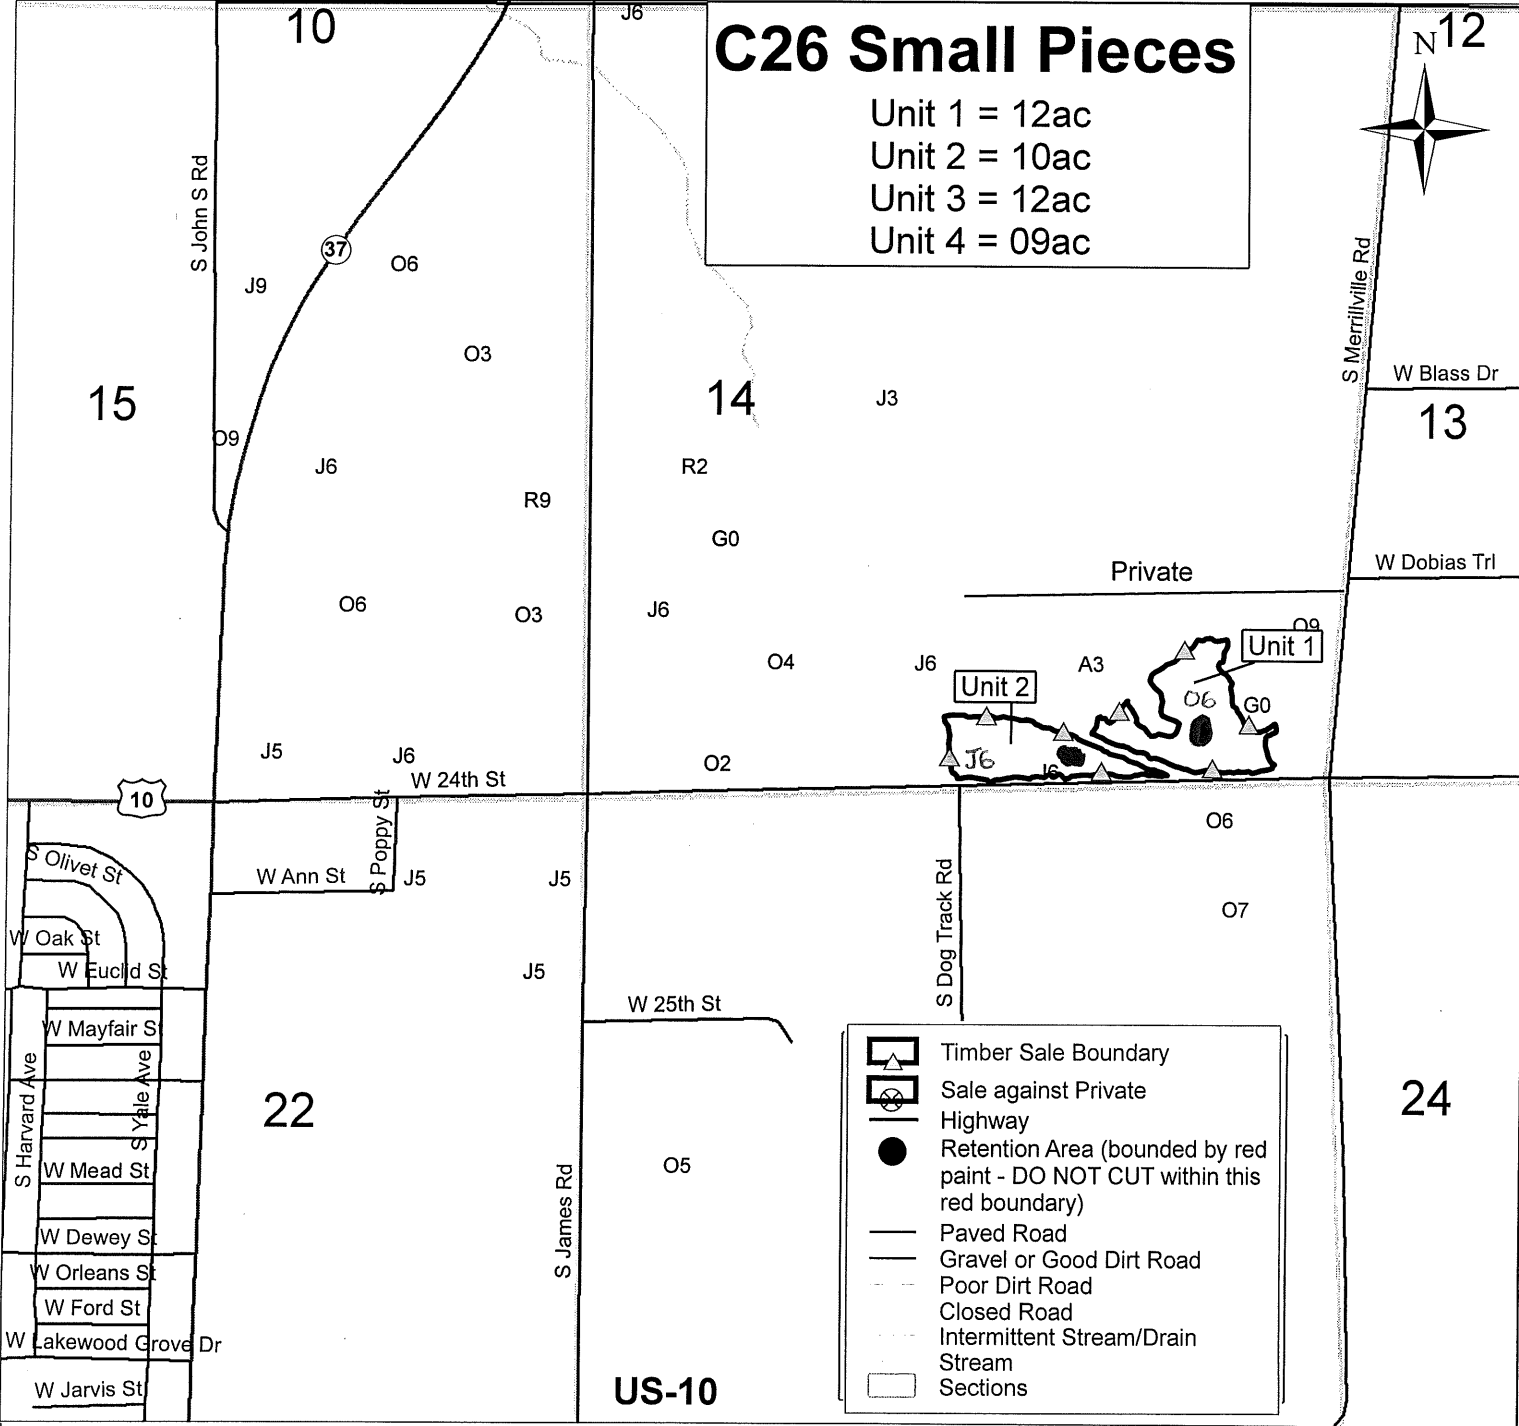 10
J6
C26 Small Pieces
Unit 1 = 12ac
Unit 2 = 10ac
Unit 3 = 12ac
Unit 4 = 09ac
N
12
S John S Rd
37
O6
J9
O3
15
14
J3
O9
J6
R2
R9
G0
S Merrillville Rd
W Blass Dr
13
W Dobias Trl
Private
O6
O3
J6
O9
Unit 1
O4
J6
A3
Unit 2
O6
G0
J5
J6
O2
J6
J6
10
W 24th St
S Poppy St
O6
S Olivet St
W Ann St
J5
J5
O7
W Oak St
W Euclid St
J5
S Dog Track Rd
W 25th St
W Mayfair St
S Harvard Ave
S Yale Ave
22
24
W Mead St
O5
S James Rd
W Dewey St
W Orleans St
W Ford St
W Lakewood Grove Dr
W Jarvis St
US-10
Timber Sale Boundary
Sale against Private
Highway
Retention Area (bounded by red
paint - DO NOT CUT within this
red boundary)
Paved Road
Gravel or Good Dirt Road
Poor Dirt Road
Closed Road
Intermittent Stream/Drain
Stream
Sections